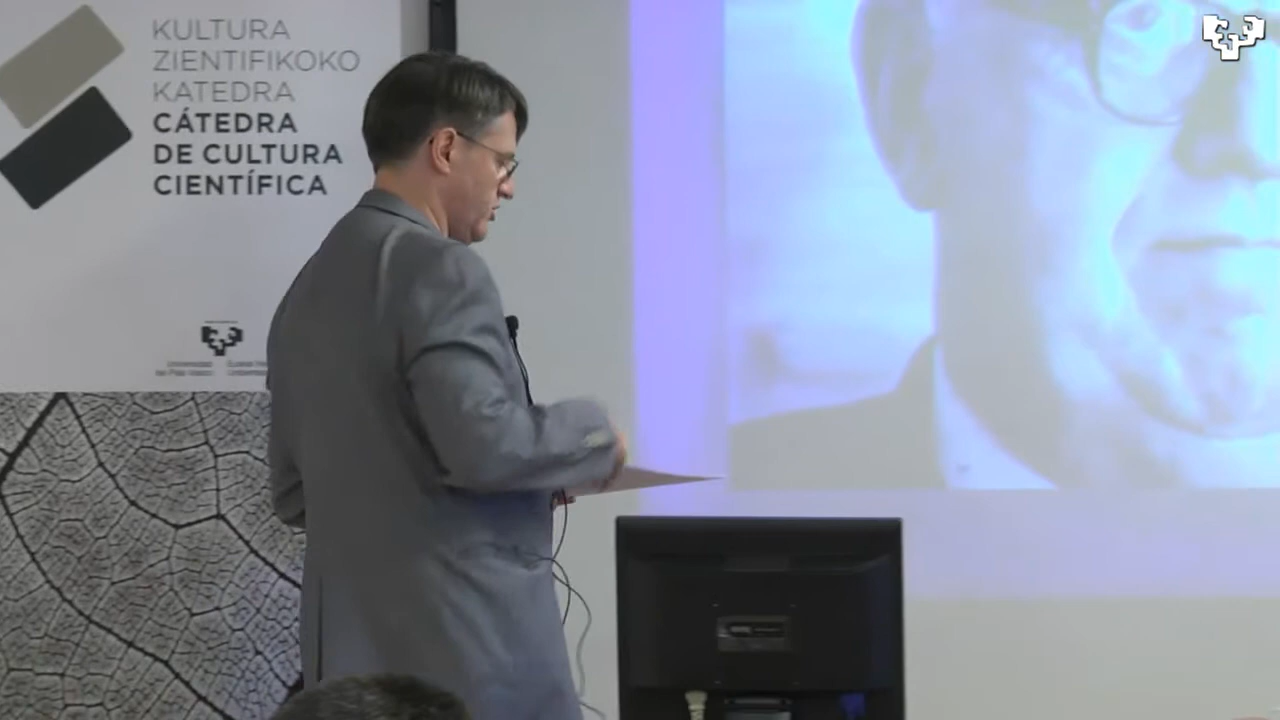 KULTURA
ZIENTIFIKOKO
KATEDRA
CÁTEDRA
DE CULTURA
CIENTÍFICA